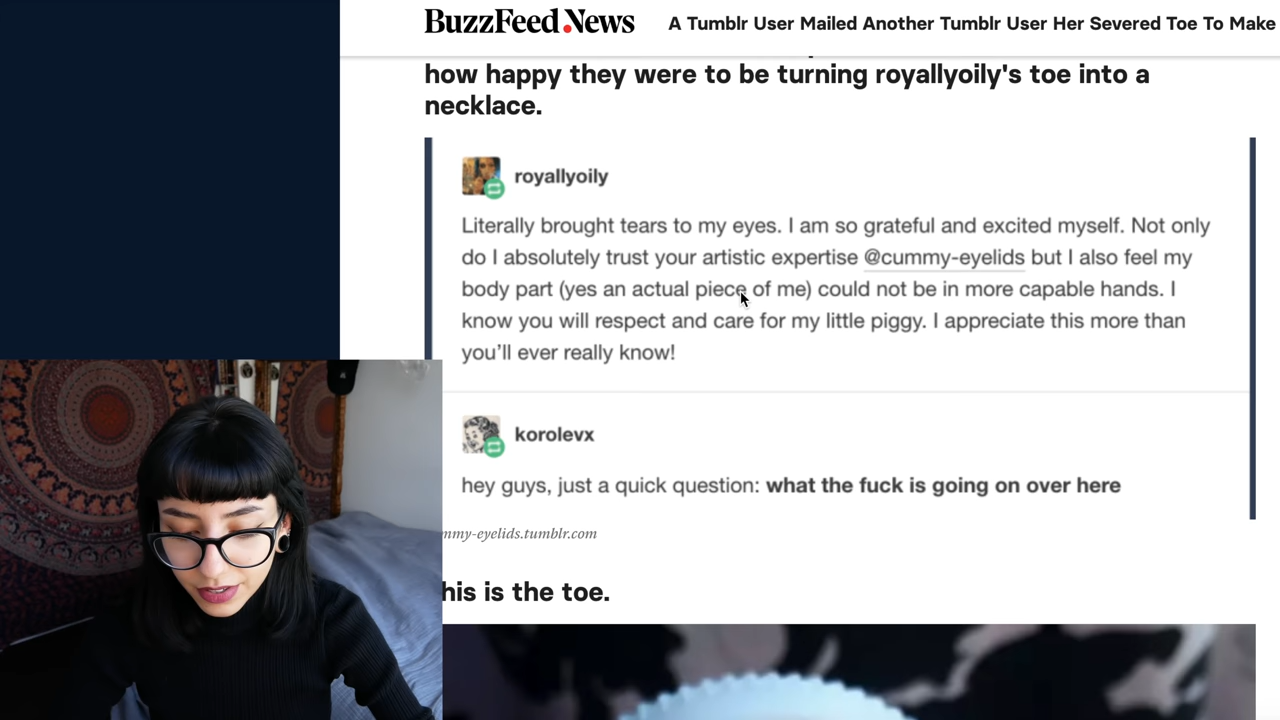 BuzzFeed News
A Tumblr User Mailed Another Tumblr User Her Severed Toe To Make
how happy they were to be turning royallyoily's toe into a
necklace.
royallyoily
Literally brought tears to my eyes. I am so grateful and excited myself. Not only
do I absolutely trust your artistic expertise @cummy-eyelids but I also feel my
body part (yes an actual piece of me) could not be in more capable hands. I
know you will respect and care for my little piggy. I appreciate this more than
you'll ever really know!
korolevx
hey guys, just a quick question: what the fuck is going on over here
mmy-eyelids.tumblr.com
his is the toe.